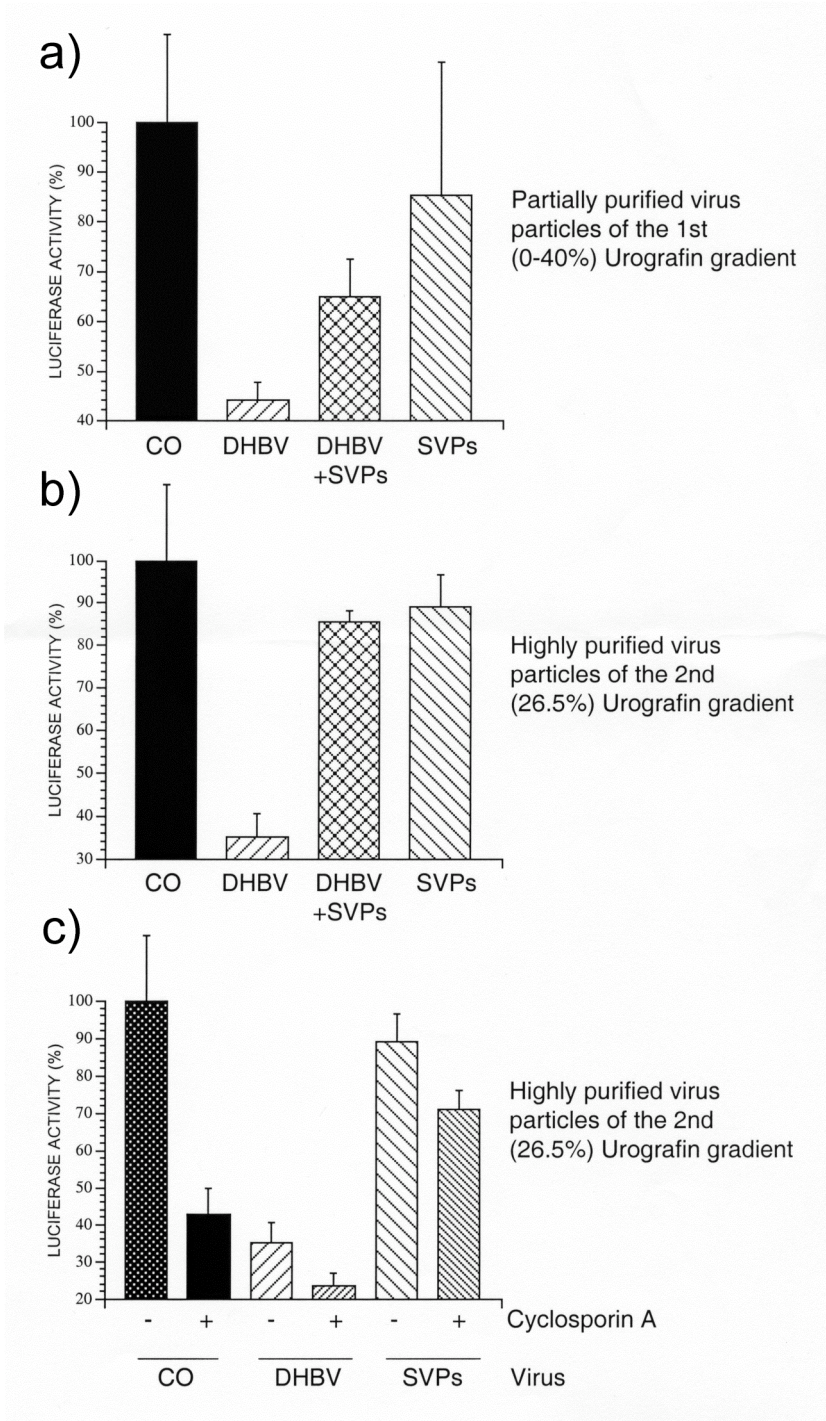 a)
LUCIFERASE ACTIVITY (%)
100
90
80
70
60
50
40
CO DHBV DHBV SVPs
+SVPs
Partially purified virus
particles of the 1st
(0-40%) Urografin gradient
b)
LUCIFERASE ACTIVITY (%)
100
90
80
70
60
50
40
30
CO DHBV DHBV SVPs
+SVPs
Highly purified virus
particles of the 2nd
(26.5%) Urografin gradient
c)
LUCIFERASE ACTIVITY (%)
100
90
80
70
60
50
40
30
20
Highly purified virus
particles of the 2nd
(26.5%) Urografin gradient
- + - + - + Cyclosporin A
CO DHBV SVPs Virus